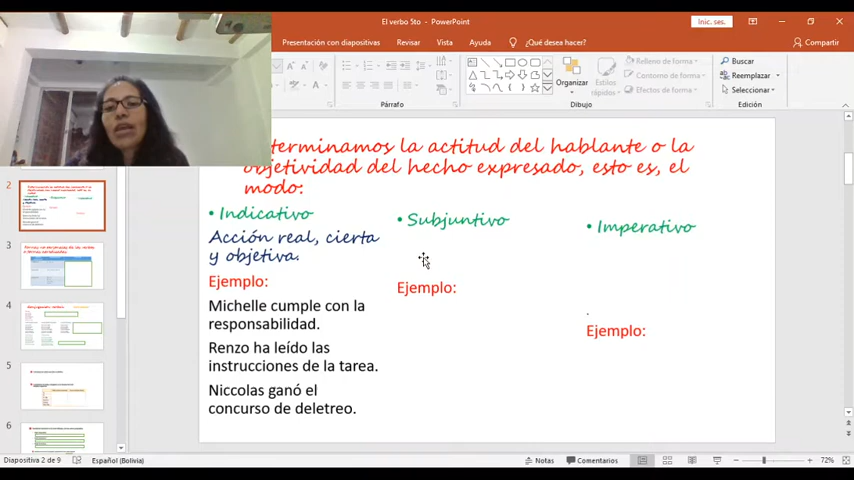 El verbo 5to - PowerPoint
Inic. ses.
Presentación con diapositivas
Revisar
Vista
Ayuda
¿Qué desea hacer?
Compartir
Organizar
Estilos
rápidos
Relleno de forma
Contorno de forma
Efectos de forma
Buscar
Reemplazar
Seleccionar
Párrafo
Dibujo
Edición
terminamos la actitud del hablante o la
objetividad del hecho expresado, esto es, el
modo:
• Indicativo
Acción real, cierta
y objetiva.
Ejemplo:
Michelle cumple con la
responsabilidad.
Renzo ha leído las
instrucciones de la tarea.
Niccolas ganó el
concurso de deletreo.
• Subjuntivo
Ejemplo:
• Imperativo
.
Ejemplo:
2
3
4
5
6
Diapositiva 2 de 9
Español (Bolivia)
Notas
Comentarios
72%